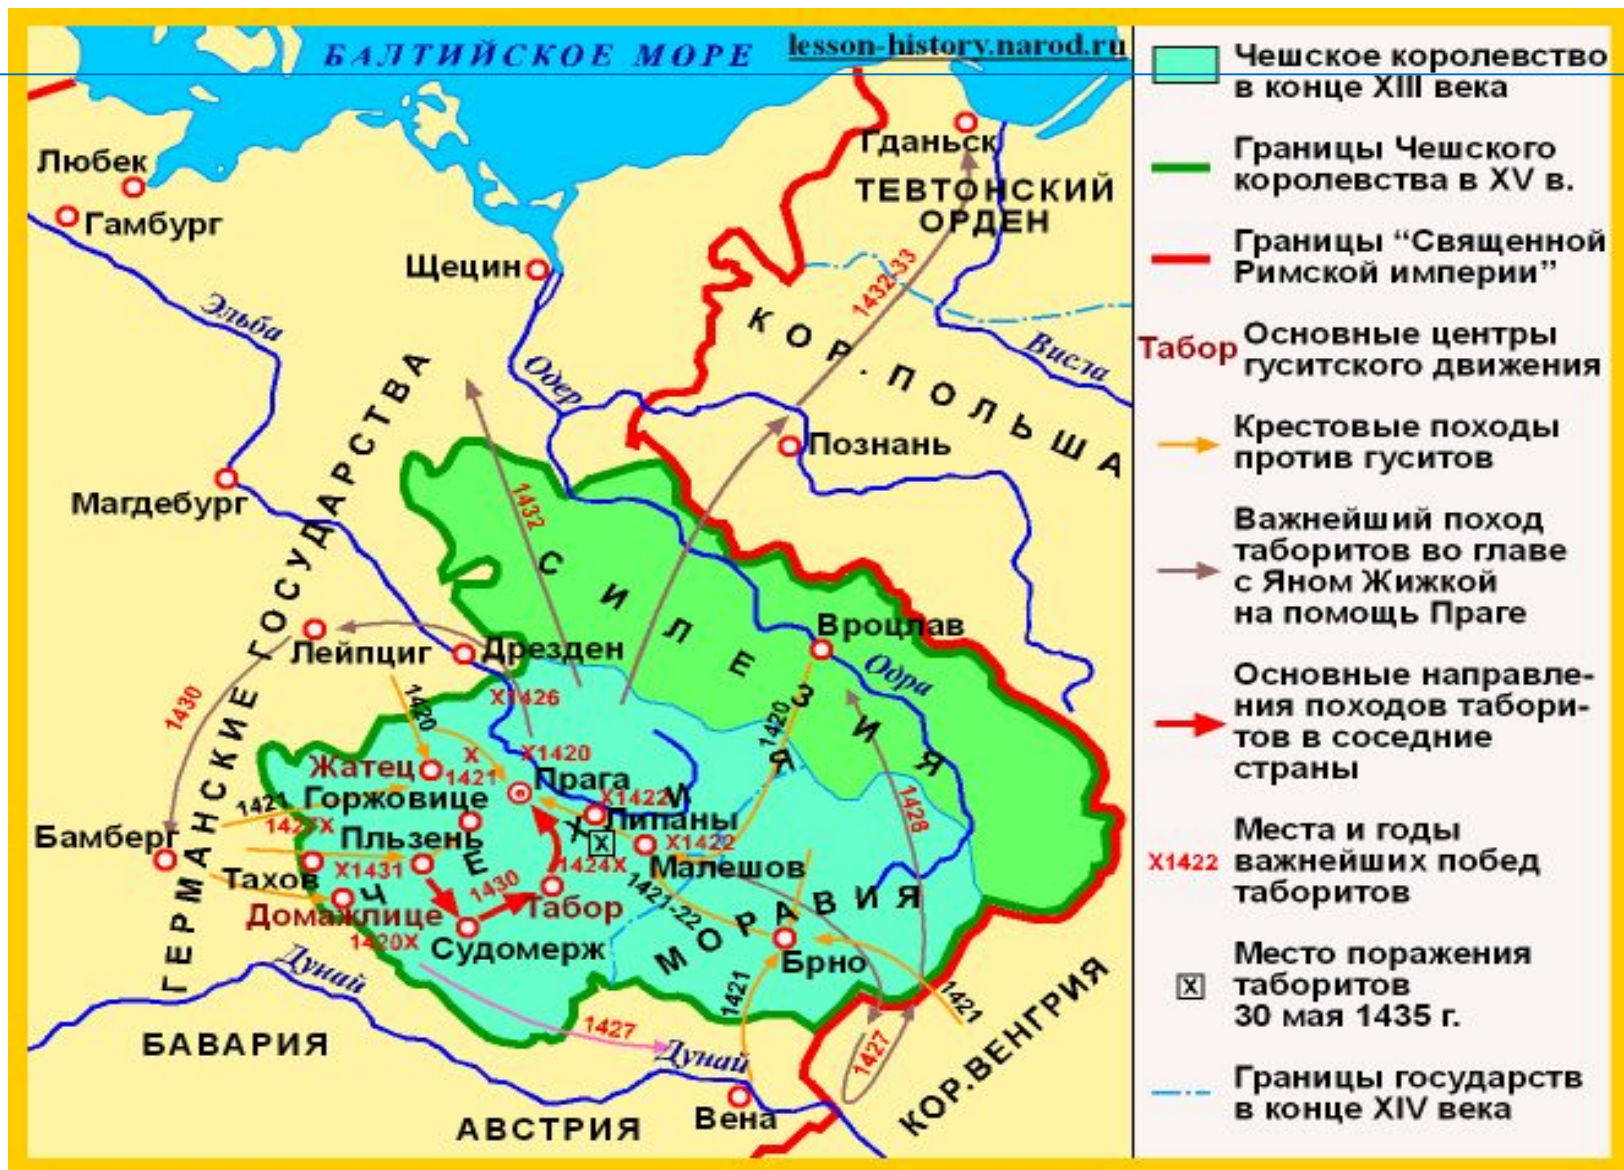 БАЛТИЙСКОЕ МОРЕ
lesson-history.narod.ru
Гданьск
Любек
ТЕВТОНСКИЙ
ОРДЕН
Гамбург
Щецин
1432-33
Эльба
КОР.ПОЛЬША
Висла
Одер
Познань
Магдебург
ГЕРМАНСКИЕ ГОСУДАРСТВА
1432
СИЛЕЗИЯ
Вроцлав
Лейпциг
Дрезден
Одра
1430
1420
X1426
1420
X
1421
X1420
Жатец
Прага
Горжовице
X1422
1428
1421
1427X
Липаны
Бамберг
Пльзень
X
X1422
Малешов
X1431
1424X
Тахов
1430
Табор
1421-22
ЧЕХИЯ
МОРАВИЯ
Домажлице
1420X
Судомерж
Брно
Дунай
1421
1421
1427
1427
БАВАРИЯ
Дунай
КОР.ВЕНГРИЯ
Вена
АВСТРИЯ
Чешское королевство
в конце XIII века
Границы Чешского
королевства в XV в.
Границы “Священной
Римской империи”
Табор
Основные центры
гуситского движения
Крестовые походы
против гуситов
Важнейший поход
таборитов во главе
с Яном Жижкой
на помощь Праге
Основные направле-
ния походов табори-
тов в соседние
страны
X1422
Места и годы
важнейших побед
таборитов
X
Место поражения
таборитов
30 мая 1435 г.
Границы государств
в конце XIV века